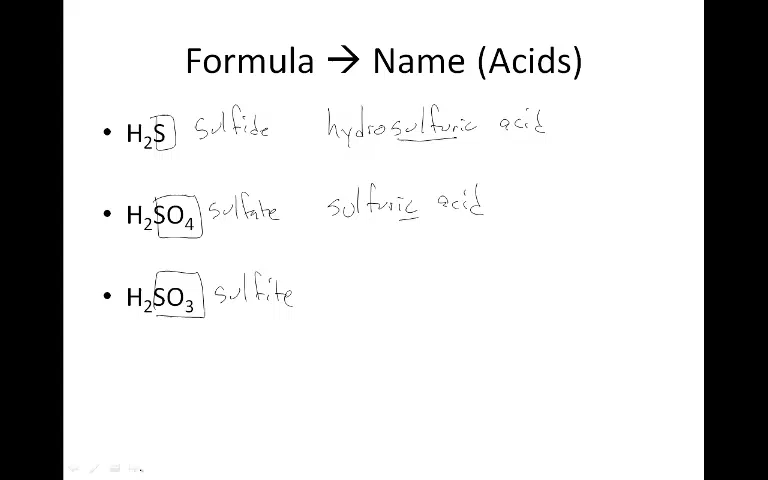 Formula → Name (Acids)
• H₂S sulfide hydrosulfuric acid
• H₂SO₄ sulfate sulfuric acid
• H₂SO₃ sulfite